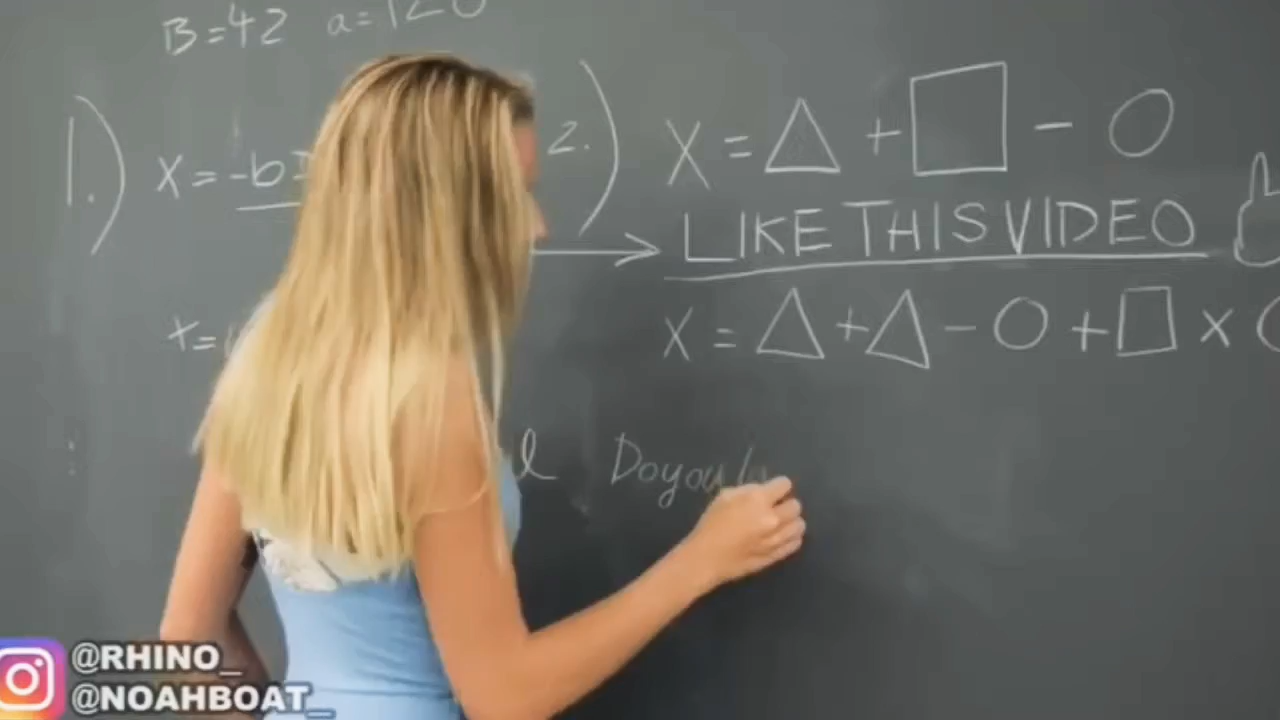 B=42 a=120
1.) X=-b
2.) X=△+□-○
LIKE THIS VIDEO
X=△+△-○+□x
Do you
@RHINO_
@NOAHBOAT_